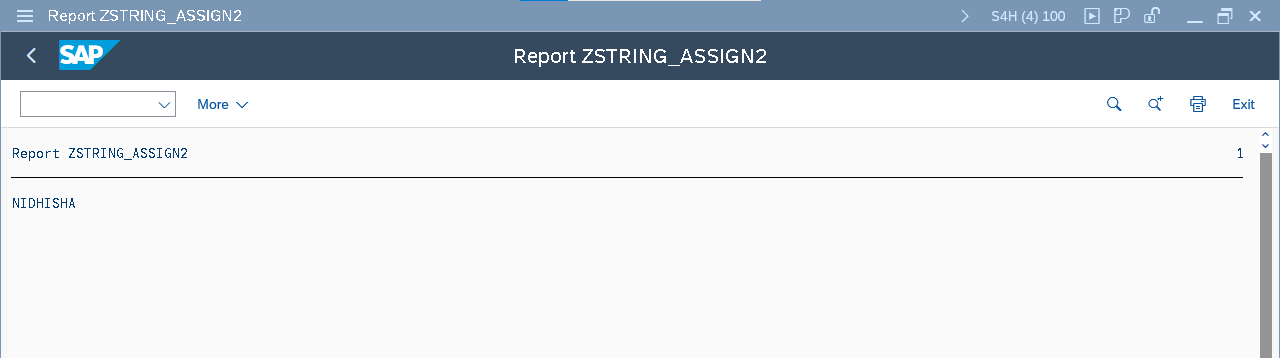 Report ZSTRING_ASSIGN2
S4H (4) 100
SAP
Report ZSTRING_ASSIGN2
More
Exit
Report ZSTRING_ASSIGN2 1
NIDHISHA